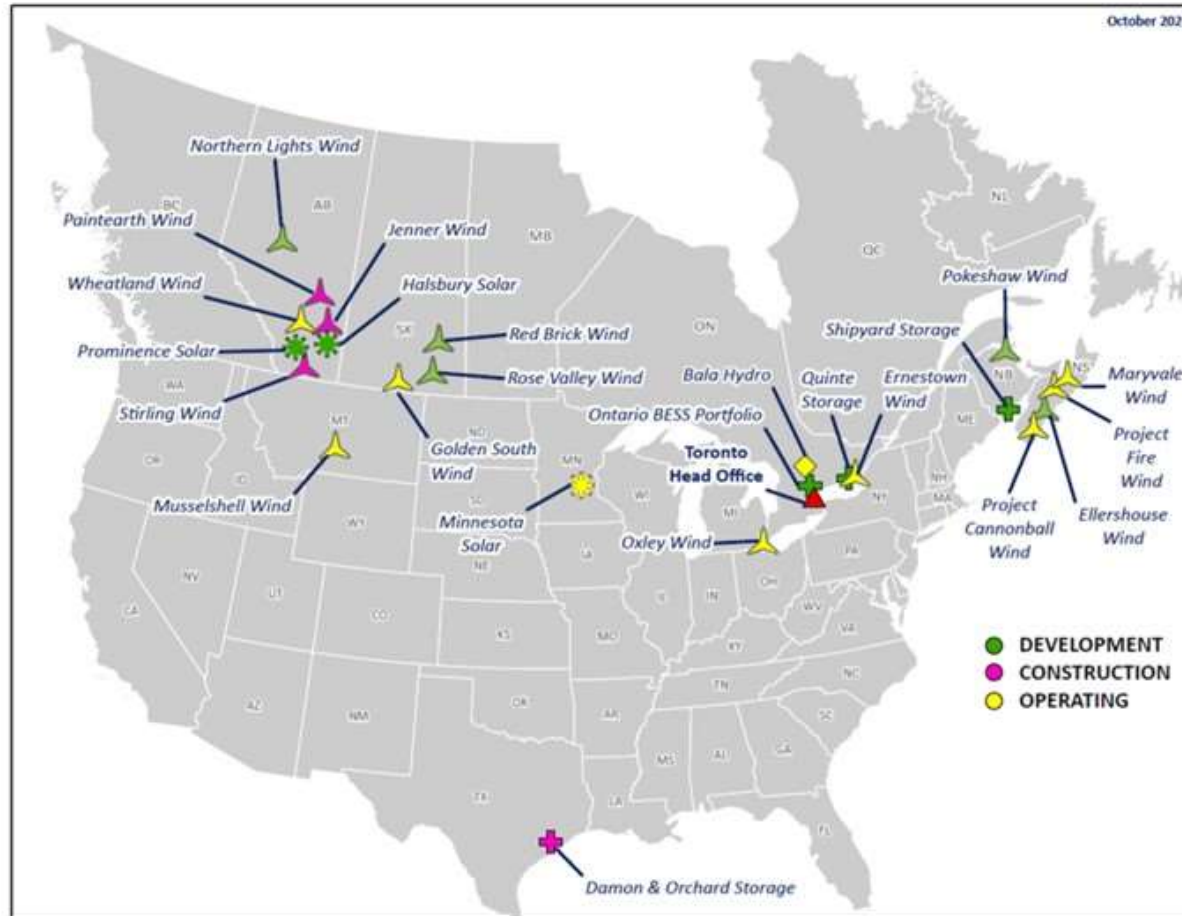 October 202
Northern Lights Wind
Paintearth Wind
Jenner Wind
Wheatland Wind
Halsbury Solar
Prominence Solar
Red Brick Wind
Rose Valley Wind
Stirling Wind
Golden South
Wind
Musselshell Wind
Minnesota
Solar
Pokeshaw Wind
Shipyard Storage
Bala Hydro
Quinte
Storage
Ernestown
Wind
Ontario BESS Portfolio
Toronto
Head Office
Oxley Wind
Maryvale
Wind
Project
Fire
Wind
Project
Cannonball
Wind
Ellershouse
Wind
Damon & Orchard Storage
DEVELOPMENT
CONSTRUCTION
OPERATING
BC
AB
SK
MB
ON
QC
NL
NB
NS
WA
OR
CA
ID
NV
MT
WY
UT
AZ
CO
NM
ND
SD
NE
KS
OK
TX
MN
IA
MO
AR
LA
WI
IL
MI
IN
OH
KY
TN
MS
AL
GA
FL
SC
NC
VA
WV
PA
NY
ME
NH
MA